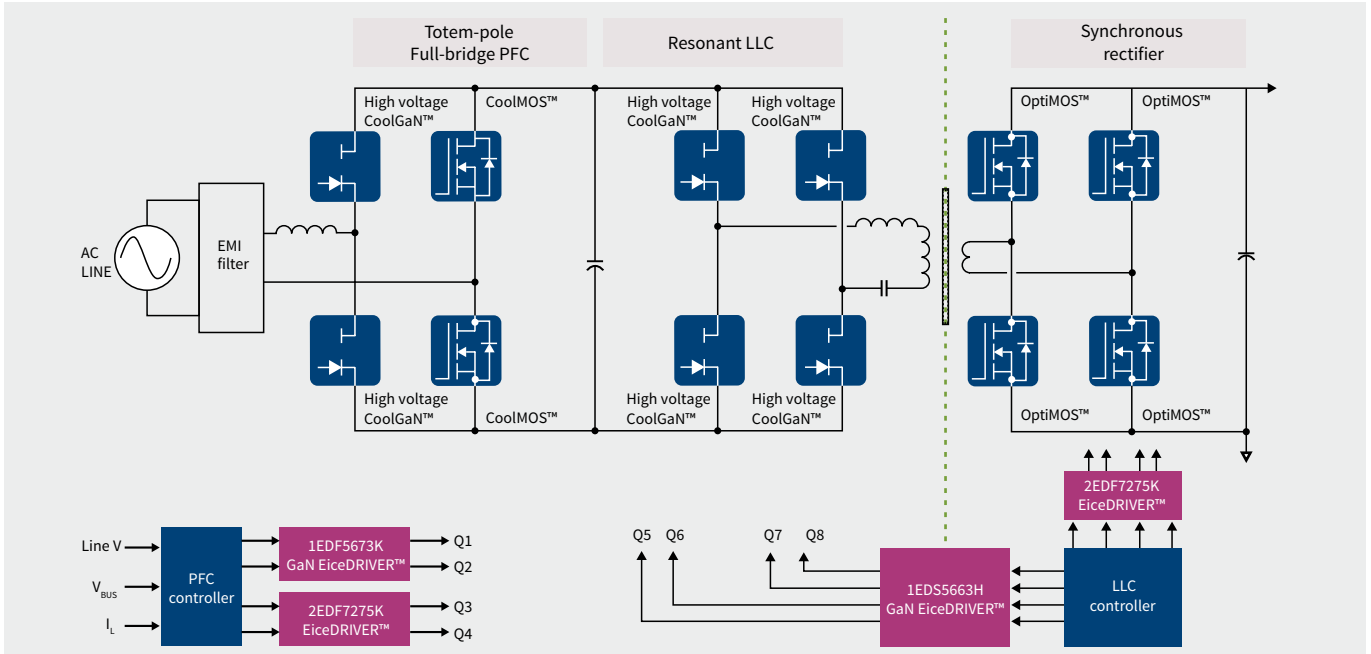 Totem-pole
Full-bridge PFC
Resonant LLC
Synchronous
rectifier
High voltage
CoolGaN™
CoolMOS™
High voltage
CoolGaN™
High voltage
CoolGaN™
OptiMOS™
OptiMOS™
AC
LINE
EMI
filter
High voltage
CoolGaN™
CoolMOS™
High voltage
CoolGaN™
High voltage
CoolGaN™
OptiMOS™
OptiMOS™
Line V
VBUS
IL
PFC
controller
1EDF5673K
GaN EiceDRIVER™
2EDF7275K
EiceDRIVER™
Q1
Q2
Q3
Q4
Q5
Q6
Q7
Q8
1EDS5663H
GaN EiceDRIVER™
2EDF7275K
EiceDRIVER™
LLC
controller